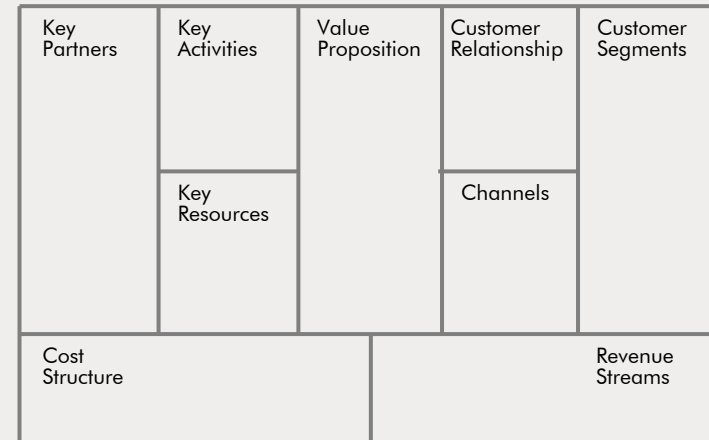 Key
Partners
Key
Activities
Value
Proposition
Customer
Relationship
Customer
Segments
Key
Resources
Channels
Cost
Structure
Revenue
Streams